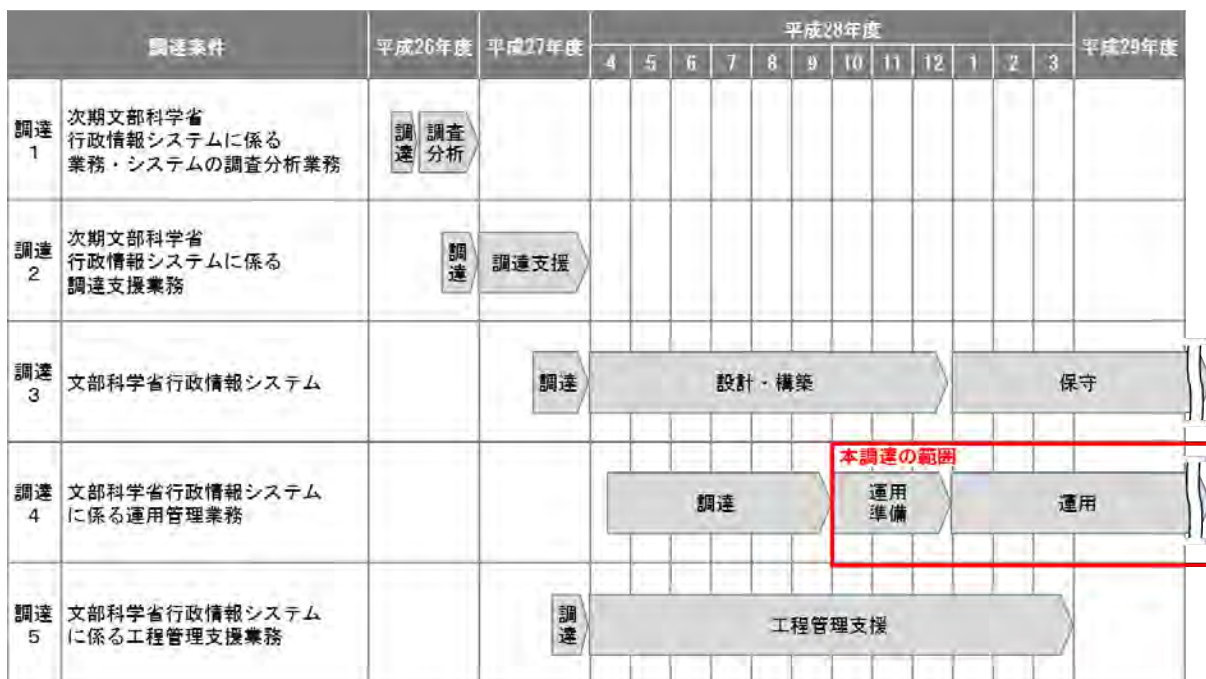 調達案件
平成26年度
平成27年度
平成28年度
4 5 6 7 8 9 10 11 12 1 2 3
平成29年度
調達
1
次期文部科学省
行政情報システムに係る
業務・システムの調査分析業務
調
達
調査
分析
調達
2
次期文部科学省
行政情報システムに係る
調達支援業務
調
達
調達支援
調達
3
文部科学省行政情報システム
調達
設計・構築
保守
本調達の範囲
調達
4
文部科学省行政情報システム
に係る運用管理業務
調達
運用
準備
運用
調達
5
文部科学省行政情報システム
に係る工程管理支援業務
調
達
工程管理支援